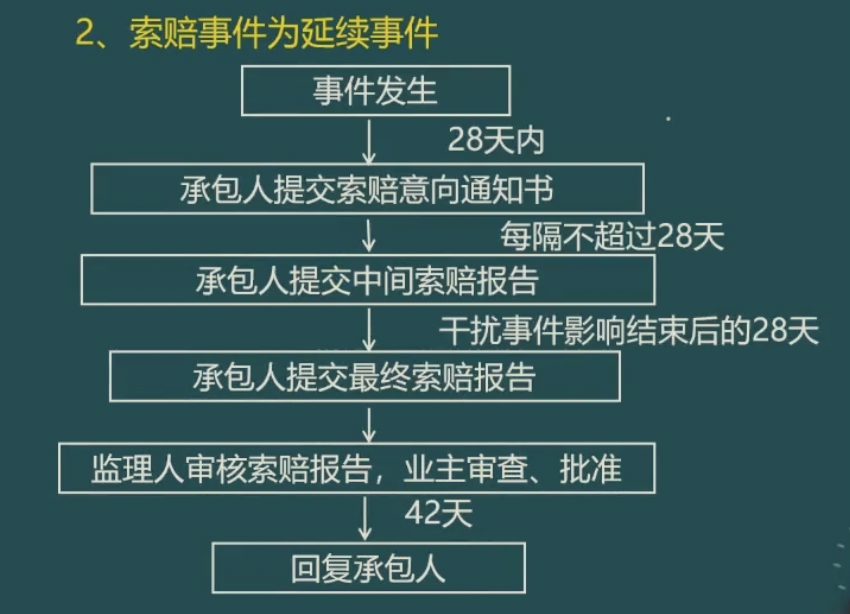 2、索赔事件为延续事件
事件发生
28天内
承包人提交索赔意向通知书
每隔不超过28天
承包人提交中间索赔报告
干扰事件影响结束后的28天
承包人提交最终索赔报告
监理人审核索赔报告，业主审查、批准
42天
回复承包人